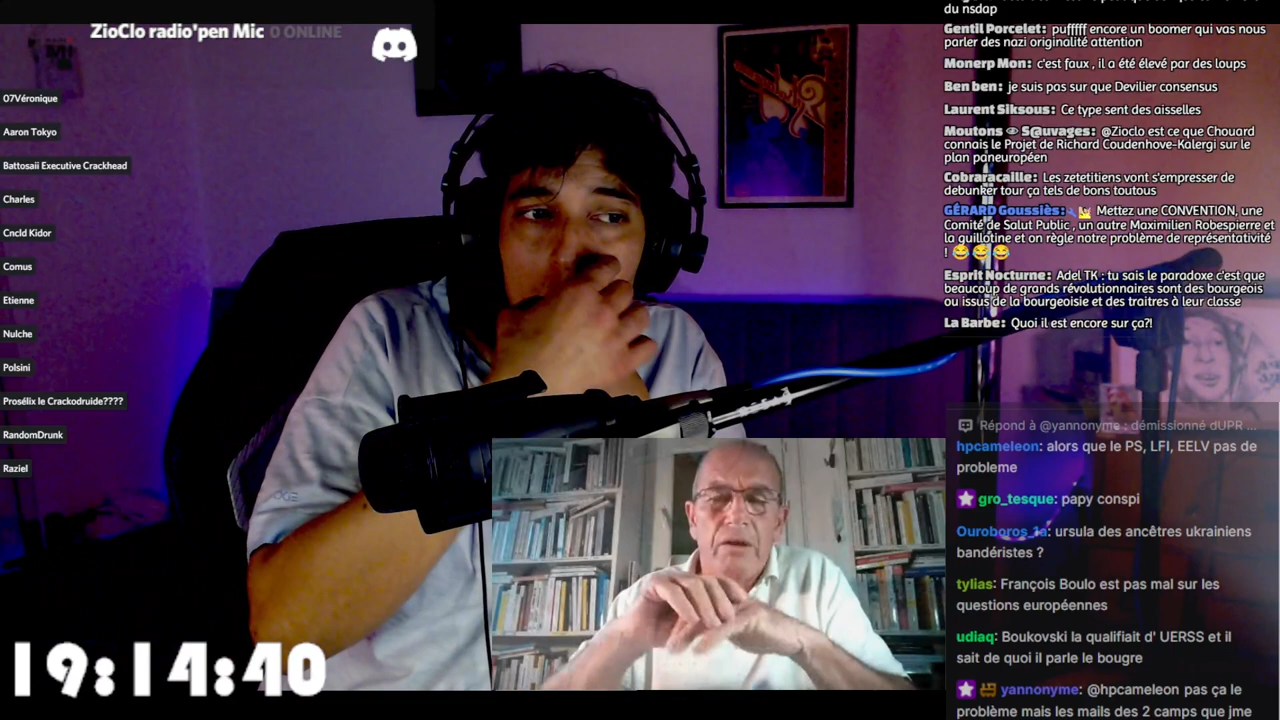 ZioClo radio'pen Mic 0 ONLINE
07Véronique
Aaron Tokyo
Battosaii Executive Crackhead
Charles
Cncld Kidor
Comus
Etienne
Nulche
Polsini
Prosélix le Crackodruide????
RandomDrunk
Raziel
19:14:40
du nsdap
Gentil Porcelet: pufffff encore un boomer qui vas nous
parler des nazi originalité attention
Monerp Mon: c'est faux , il a été élevé par des loups
Ben ben: je suis pas sur que Devilier consensus
Laurent Siksous: Ce type sent des aisselles
Moutons 👁 S@uvages: @Zioclo est ce que Chouard
connais le Projet de Richard Coudenhove-Kalergi sur le
plan paneuropéen
Cobraracaille: Les zetetitiens vont s'empresser de
debunker tour ça tels de bons toutous
GÉRARD Gousslès: Mettez une CONVENTION, une
Comité de Salut Public , un autre Maximilien Robespierre et
la guillotine et on règle notre problème de représentativité
! 😂 😂 😂
Esprit Nocturne: Adel TK : tu sais le paradoxe c'est que
beaucoup de grands révolutionnaires sont des bourgeois
ou issus de la bourgeoisie et des traitres à leur classe
La Barbe: Quoi il est encore sur ça?!
Répond à @yannonyme : démissionné dUPR ...
hpcameleon: alors que le PS, LFI, EELV pas de
probleme
gro_tesque: papy conspi
Ouroboros_1a: ursula des ancêtres ukrainiens
bandéristes ?
tylias: François Boulo est pas mal sur les
questions européennes
udiaq: Boukovski la qualifiait d' UERSS et il
sait de quoi il parle le bougre
yannonyme: @hpcameleon pas ça le
problème mais les mails des 2 camps que jme